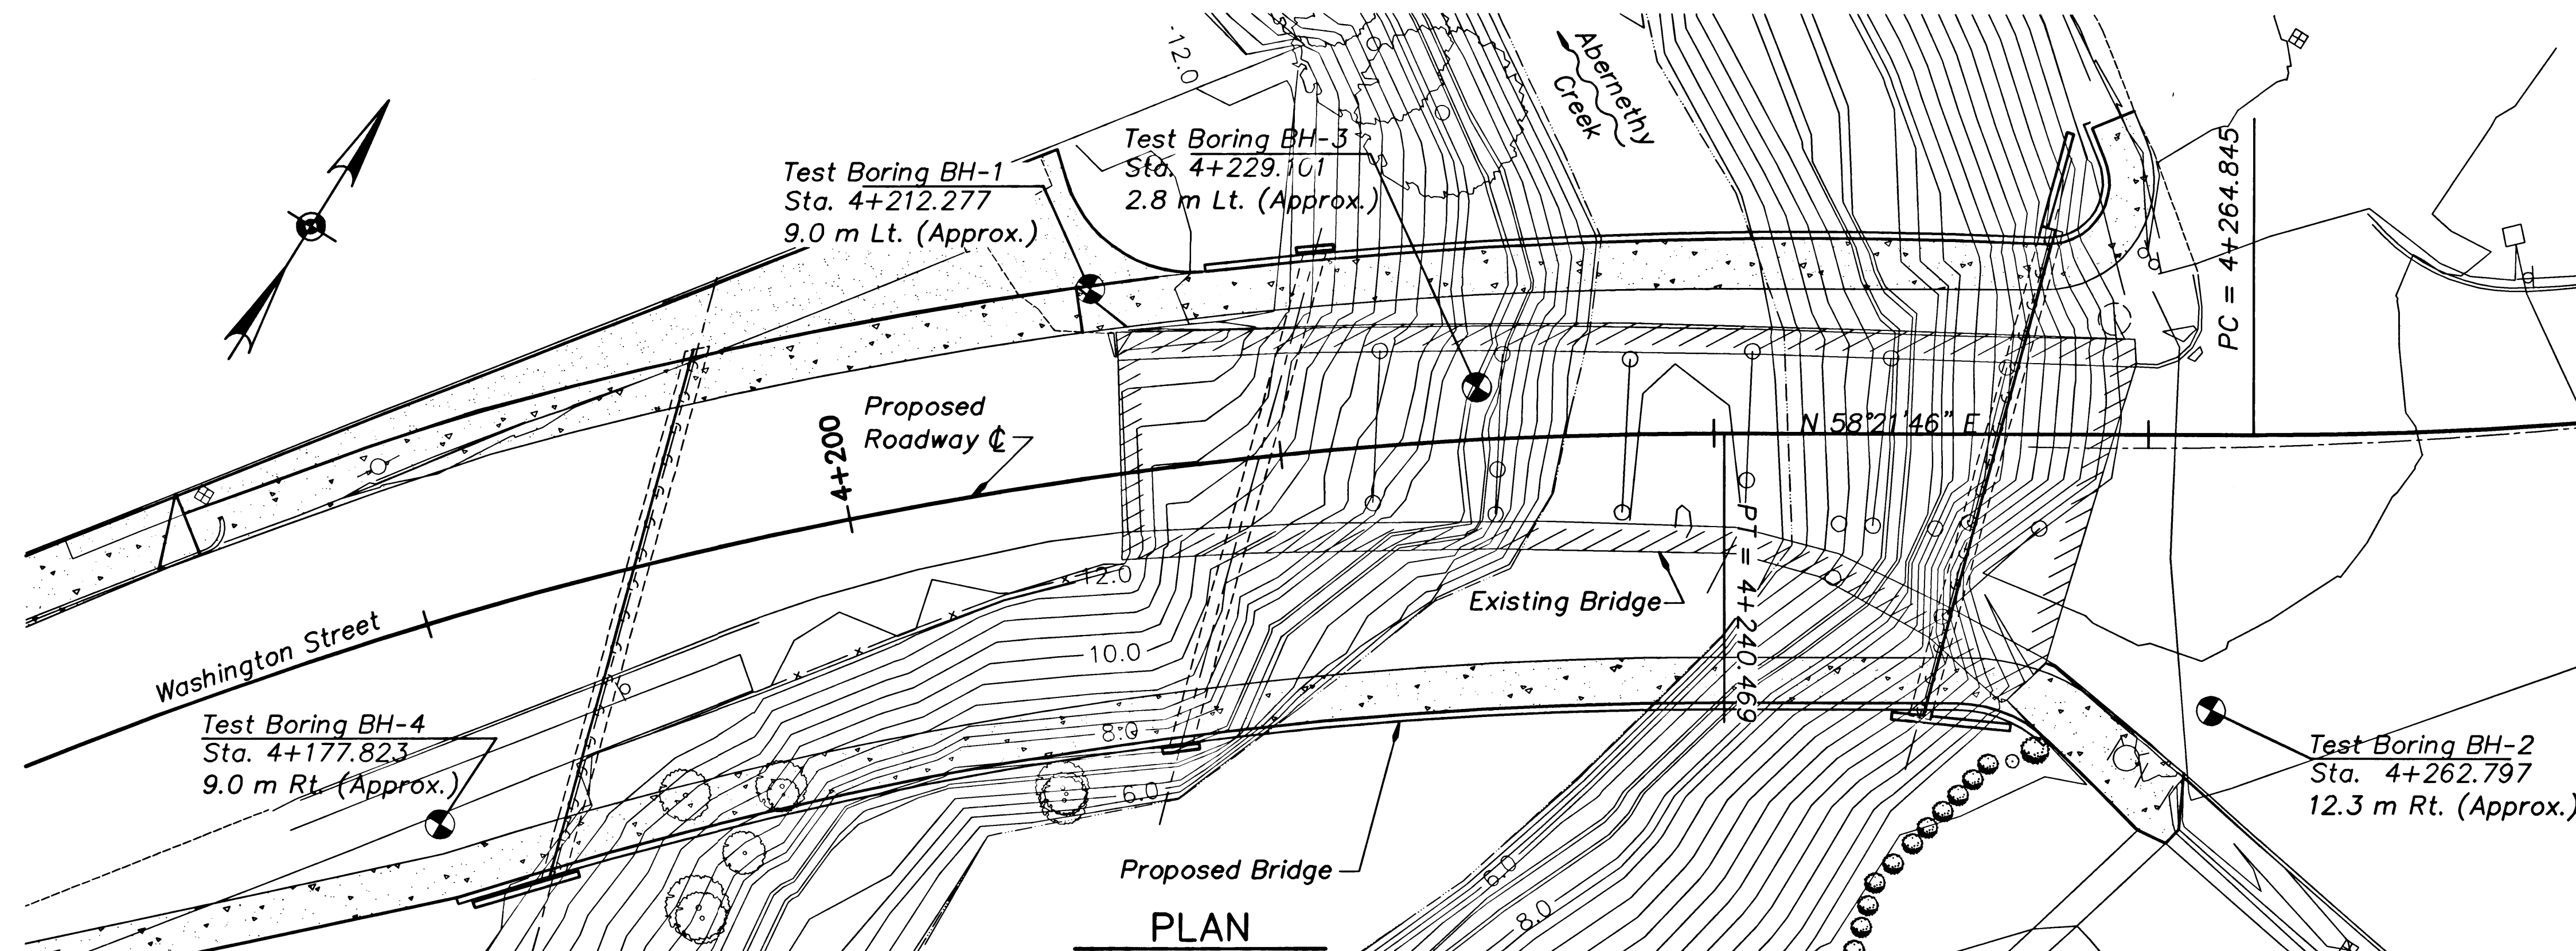 -12.0
Abernethy
Creek
Test Boring BH-3
Sta. 4+229.101
2.8 m Lt. (Approx.)
Test Boring BH-1
Sta. 4+212.277
9.0 m Lt. (Approx.)
PC = 4+264.845
Proposed
Roadway ℄
4+200
N 58°21'46" E
12.0
Existing Bridge
PT = 4+240.469
Washington Street
10.0
Test Boring BH-4
Sta. 4+177.823
9.0 m Rt. (Approx.)
8.0
6.0
Test Boring BH-2
Sta. 4+262.797
12.3 m Rt. (Approx.)
Proposed Bridge
6.0
8.0
PLAN